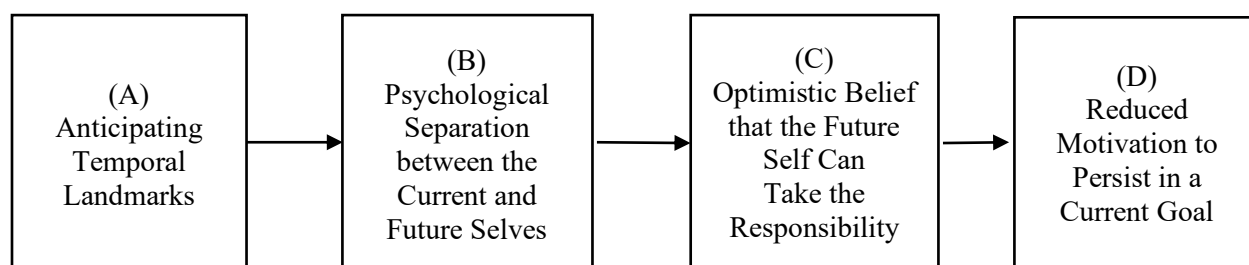 (A)
Anticipating
Temporal
Landmarks
(B)
Psychological
Separation
between the
Current and
Future Selves
(C)
Optimistic Belief
that the Future
Self Can
Take the
Responsibility
(D)
Reduced
Motivation to
Persist in a
Current Goal